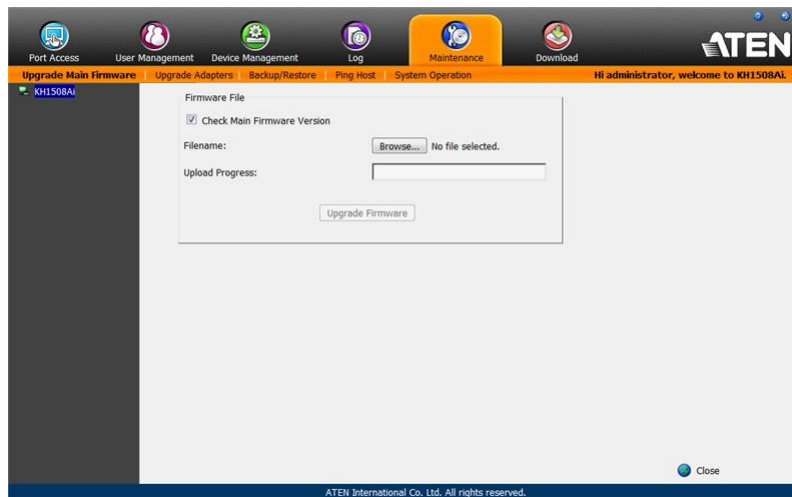 Port Access User Management Device Management Log Maintenance Download
ATEN
Upgrade Main Firmware | Upgrade Adapters | Backup/Restore | Ping Host | System Operation Hi administrator, welcome to KH1508Ai.
KH1508Ai
Firmware File
Check Main Firmware Version
Filename: Browse... No file selected.
Upload Progress:
Upgrade Firmware
Close
ATEN International Co. Ltd. All rights reserved.